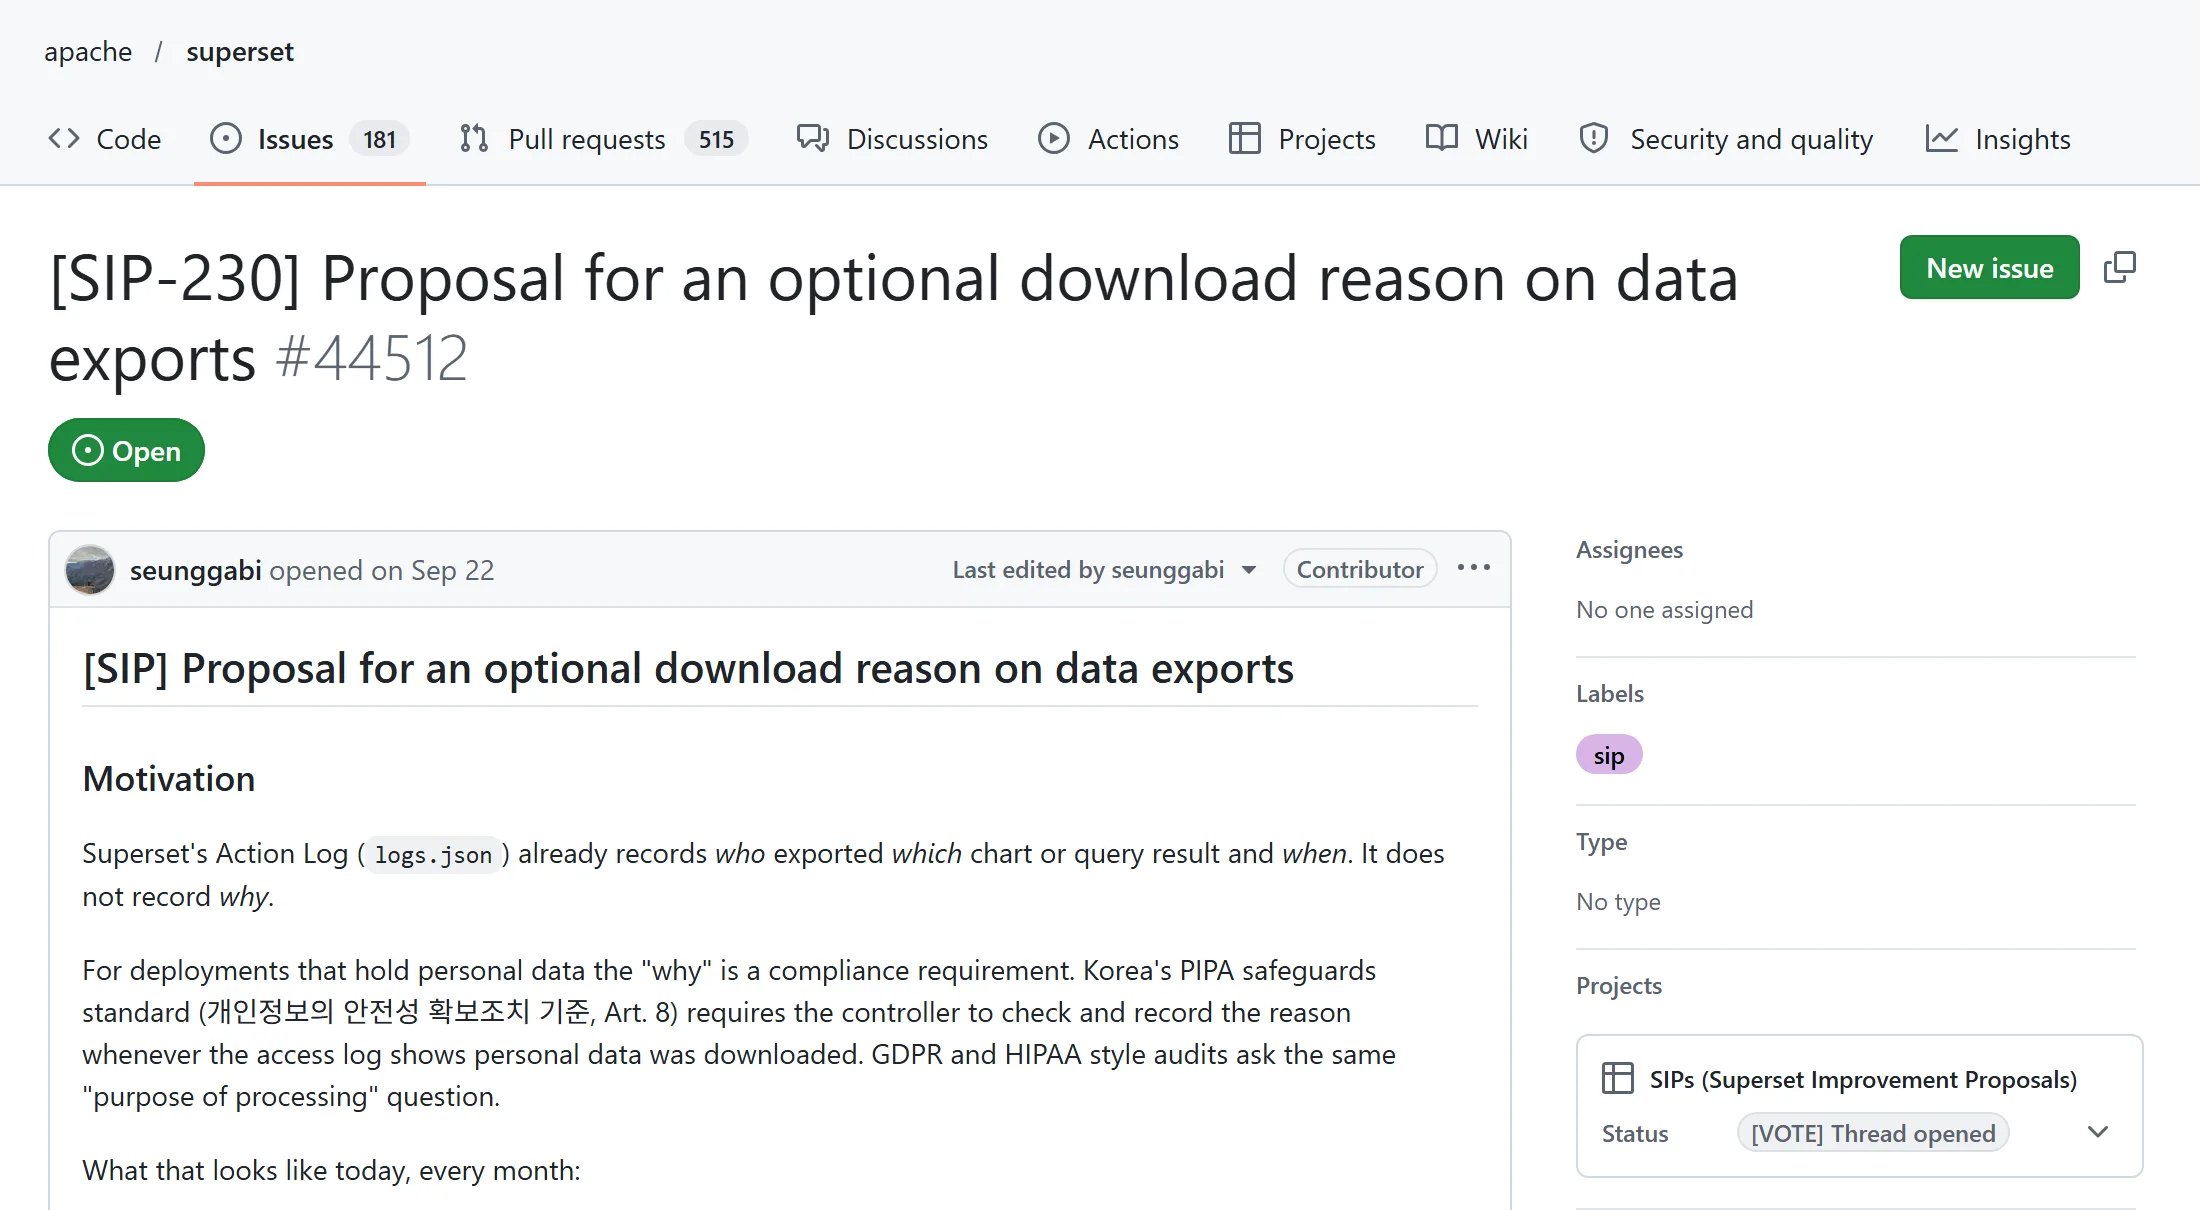 apache / superset
Code Issues 181 Pull requests 515 Discussions Actions Projects Wiki Security and quality Insights
[SIP-230] Proposal for an optional download reason on data
exports #44512
New issue
Open
seunggabi opened on Sep 22 Last edited by seunggabi Contributor
[SIP] Proposal for an optional download reason on data exports
Motivation
Superset's Action Log (logs.json) already records who exported which chart or query result and when. It does
not record why.
For deployments that hold personal data the "why" is a compliance requirement. Korea's PIPA safeguards
standard (개인정보의 안전성 확보조치 기준, Art. 8) requires the controller to check and record the reason
whenever the access log shows personal data was downloaded. GDPR and HIPAA style audits ask the same
"purpose of processing" question.
What that looks like today, every month:
Assignees
No one assigned
Labels
sip
Type
No type
Projects
SIPs (Superset Improvement Proposals)
Status [VOTE] Thread opened